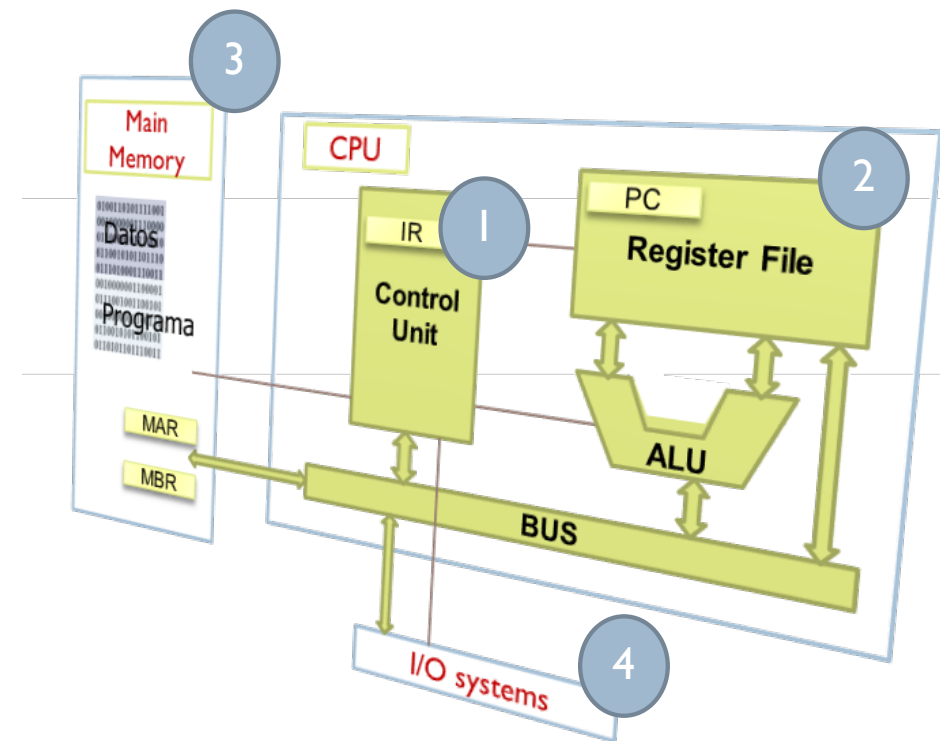 3
Main
Memory
CPU
2
PC
Register File
1
IR
Control
Unit
Datos
Programa
MAR
MBR
ALU
BUS
4
I/O systems